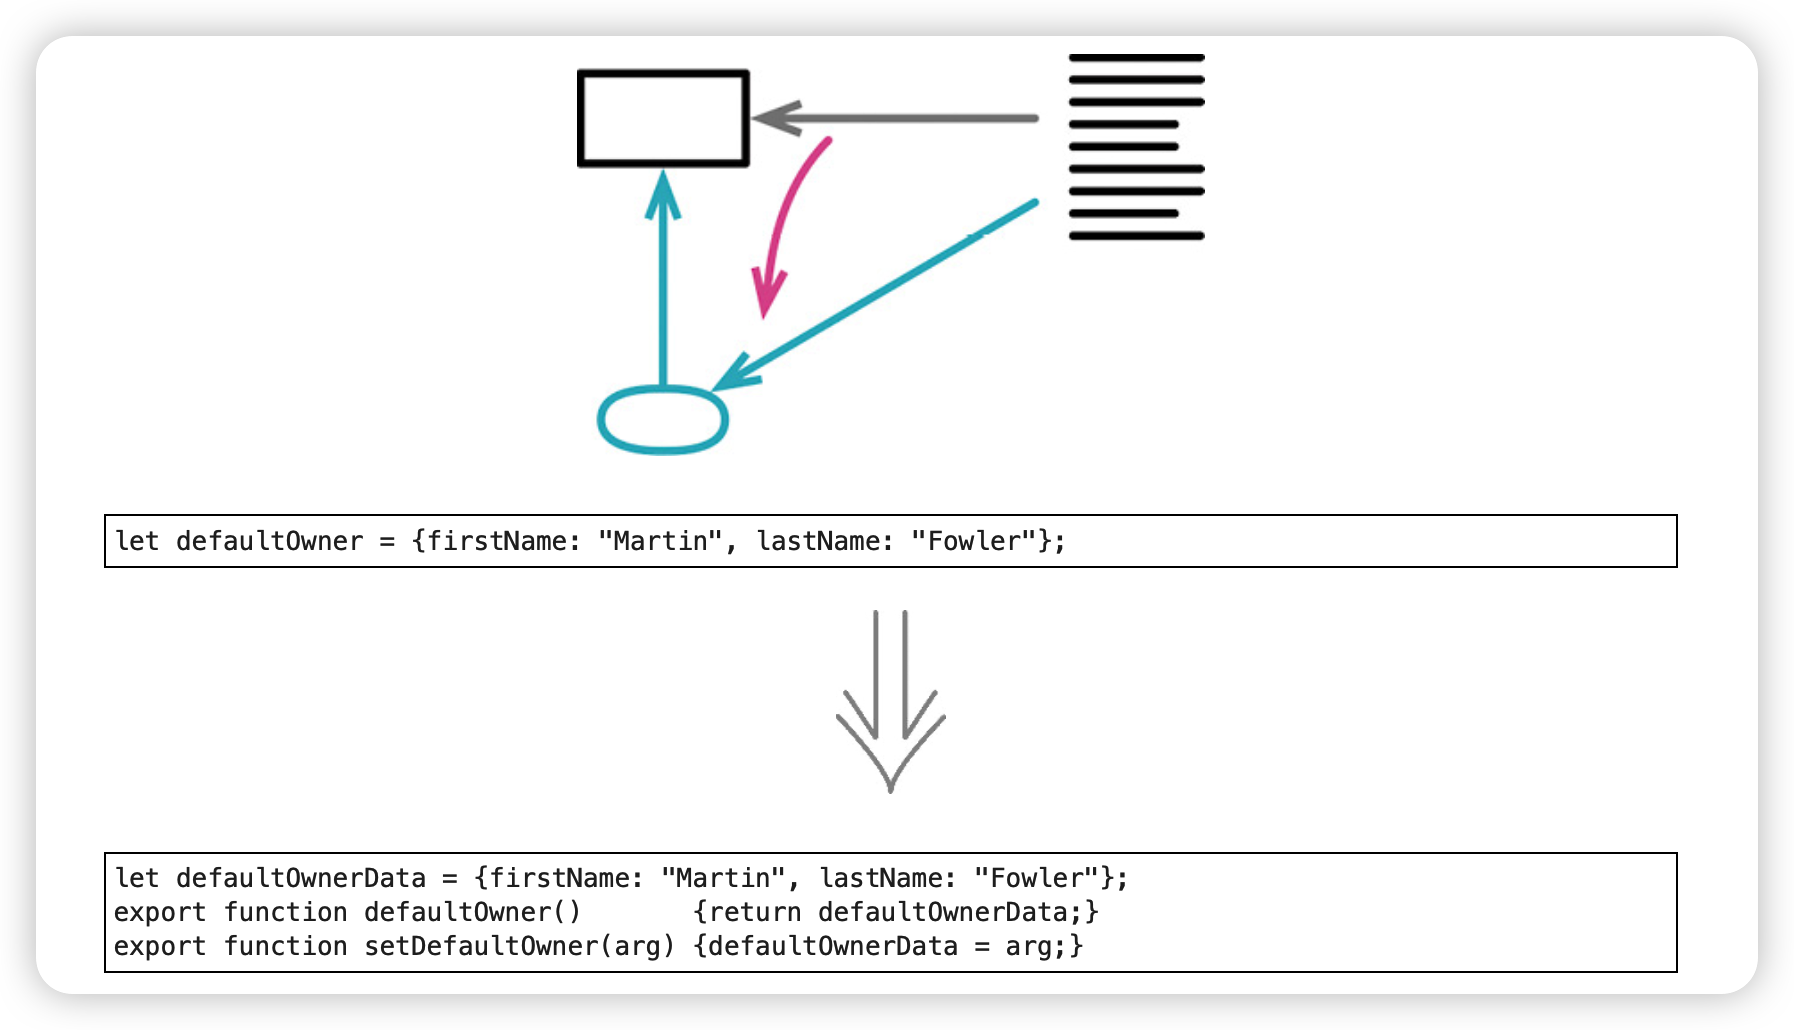 let defaultOwner = {firstName: "Martin", lastName: "Fowler"};
let defaultOwnerData = {firstName: "Martin", lastName: "Fowler"};
export function defaultOwner()       {return defaultOwnerData;}
export function setDefaultOwner(arg) {defaultOwnerData = arg;}